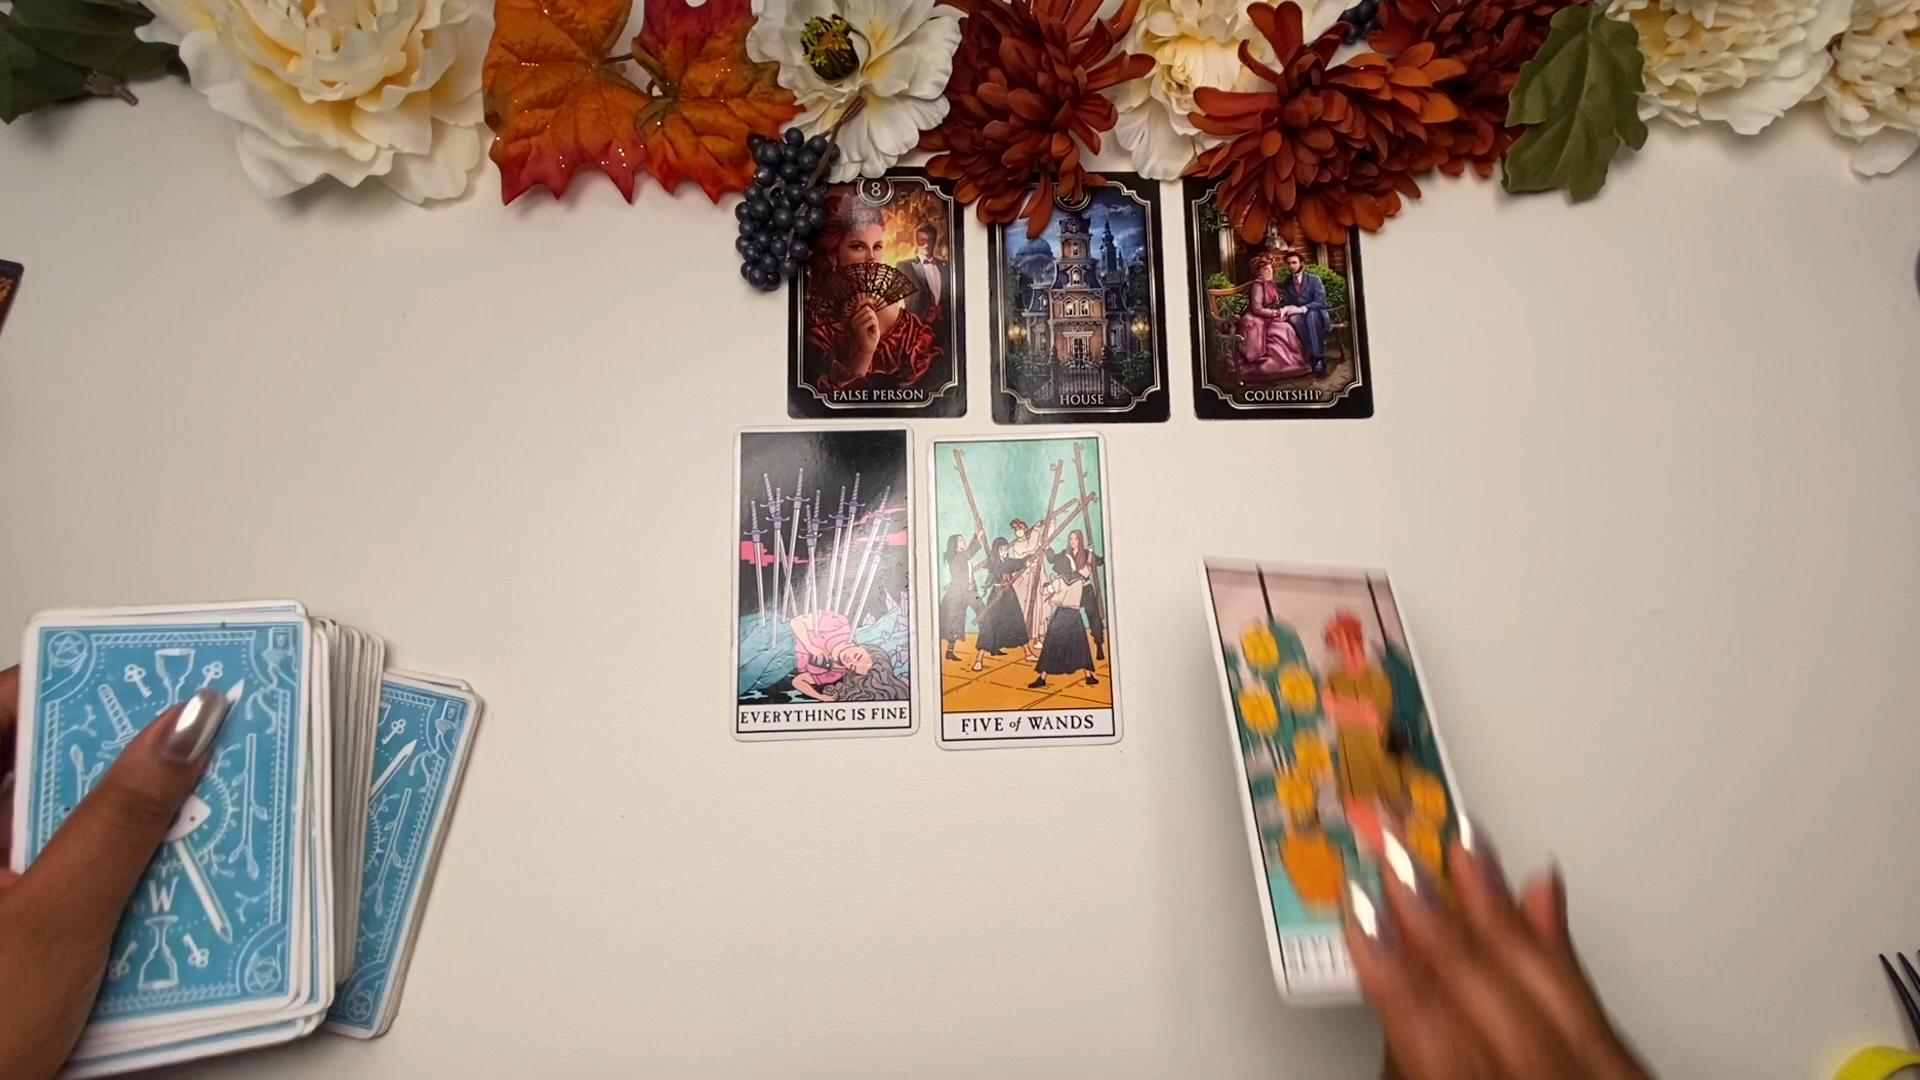 8
FALSE PERSON
HOUSE
COURTSHIP
EVERYTHING IS FINE
FIVE of WANDS
W